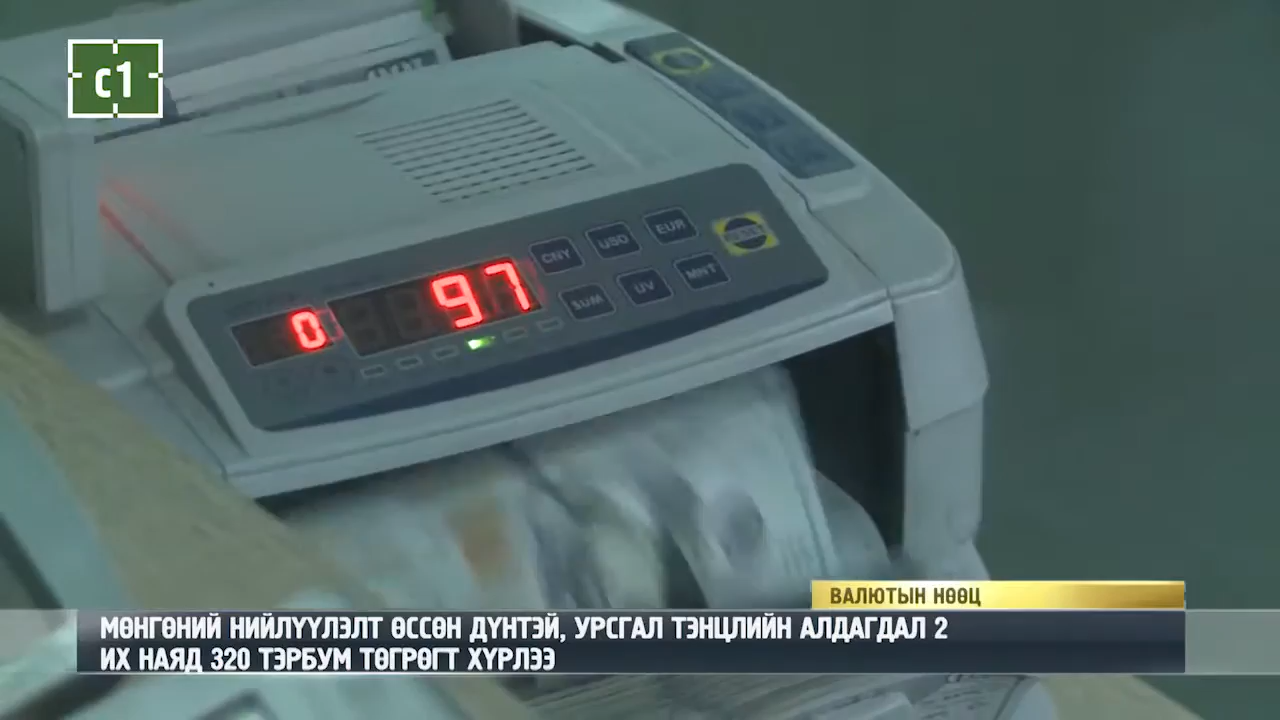 c1
0
97
CNY
USD
EUR
SUM
UV
MNT
ВАЛЮТЫН НӨӨЦ
МӨНГӨНИЙ НИЙЛҮҮЛЭЛТ ӨССӨН ДҮНТЭЙ, УРСГАЛ ТЭНЦЛИЙН АЛДАГДАЛ 2
ИХ НАЯД 320 ТЭРБУМ ТӨГРӨГТ ХҮРЛЭЭ